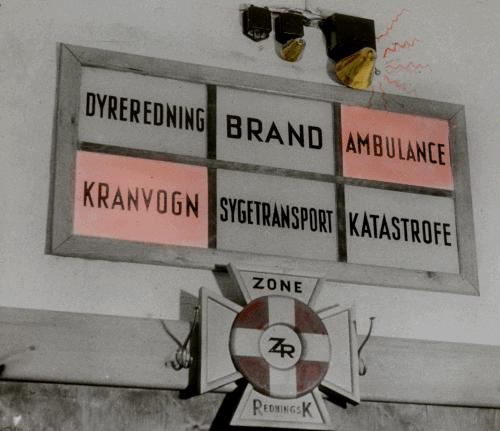 DYREREDNING BRAND AMBULANCE
KRANVOGN SYGETRANSPORT KATASTROFE
ZONE
ZR
REDNINGSK